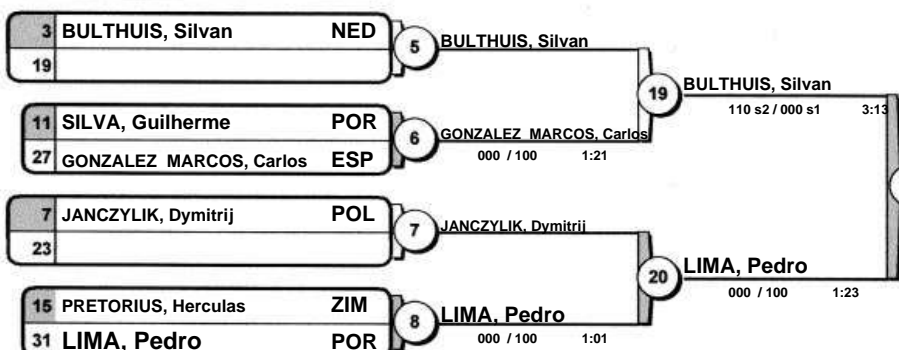 3 BULTHUIS, Silvan NED
19
5
BULTHUIS, Silvan
11 SILVA, Guilherme POR
27 GONZALEZ MARCOS, Carlos ESP
6
GONZALEZ MARCOS, Carlos
000 / 100 1:21
19
BULTHUIS, Silvan
110 s2 / 000 s1 3:13
7 JANCZYLIK, Dymitrij POL
23
7
JANCZYLIK, Dymitrij
15 PRETORIUS, Herculas ZIM
31 LIMA, Pedro POR
8
LIMA, Pedro
000 / 100 1:01
20
LIMA, Pedro
000 / 100 1:23